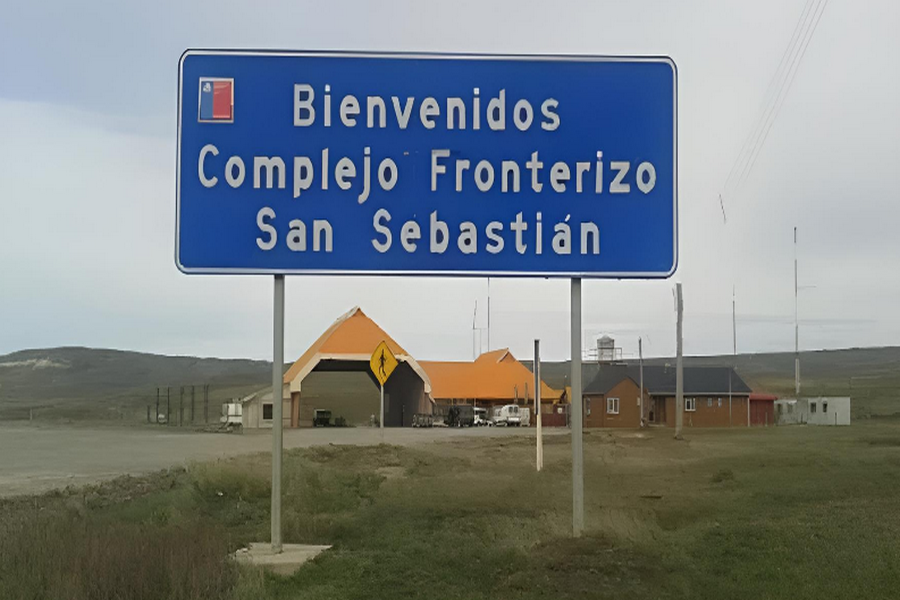 Bienvenidos
Complejo Fronterizo
San Sebastián